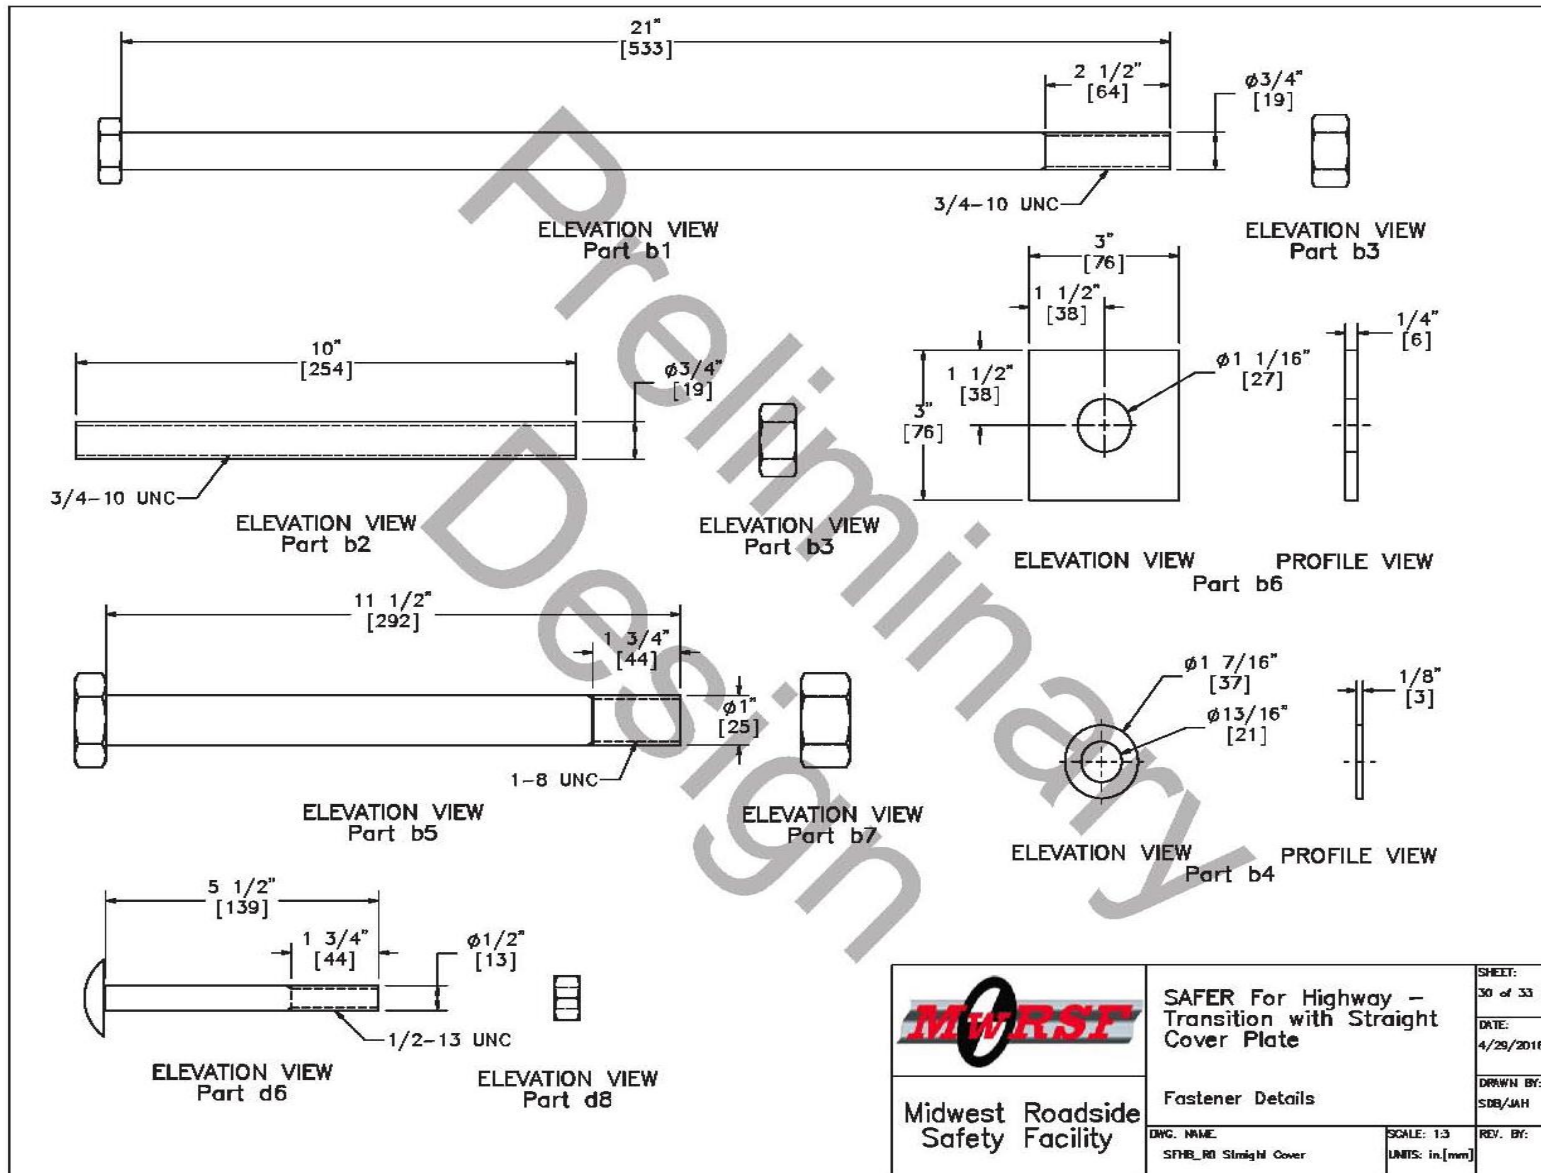 21"
[533]
2 1/2"
[64]
ø3/4"
[19]
3/4-10 UNC
ELEVATION VIEW
Part b1
ELEVATION VIEW
Part b3
10"
[254]
ø3/4"
[19]
3/4-10 UNC
ELEVATION VIEW
Part b2
ELEVATION VIEW
Part b3
3"
[76]
1 1/2"
[38]
1 1/2"
[38]
3"
[76]
ø1 1/16"
[27]
1/4"
[6]
ELEVATION VIEW
PROFILE VIEW
Part b6
11 1/2"
[292]
1 3/4"
[44]
ø1"
[25]
1-8 UNC
ELEVATION VIEW
Part b5
ELEVATION VIEW
Part b7
ø1 7/16"
[37]
ø13/16"
[21]
1/8"
[3]
ELEVATION VIEW
PROFILE VIEW
Part b4
5 1/2"
[139]
1 3/4"
[44]
ø1/2"
[13]
1/2-13 UNC
ELEVATION VIEW
Part d6
ELEVATION VIEW
Part d8
Preliminary
Design
MwRSF
Midwest Roadside
Safety Facility
SAFER For Highway -
Transition with Straight
Cover Plate
Fastener Details
DWG. NAME.
SFHB_R0 Straight Cover
SCALE: 1:3
UNITS: in.[mm]
SHEET:
30 of 33
DATE:
4/29/2016
DRAWN BY:
SDB/JAH
REV. BY: